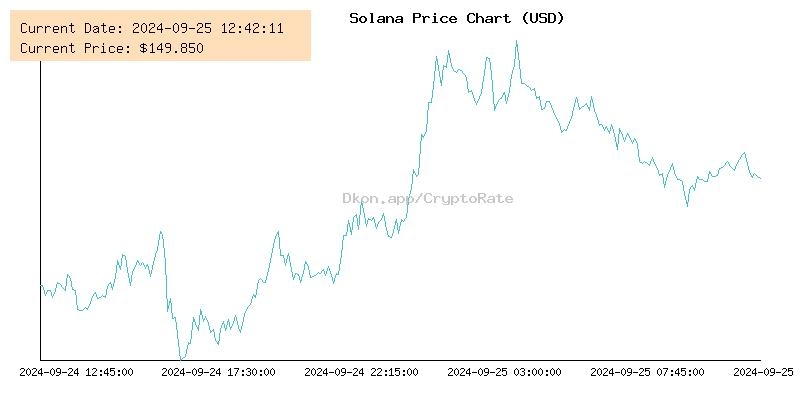 Solana Price Chart (USD)
Current Date: 2024-09-25 12:42:11
Current Price: $149.850
Dkon.app/CryptoRate
2024-09-24 12:45:00 2024-09-24 17:30:00 2024-09-24 22:15:00 2024-09-25 03:00:00 2024-09-25 07:45:00 2024-09-25